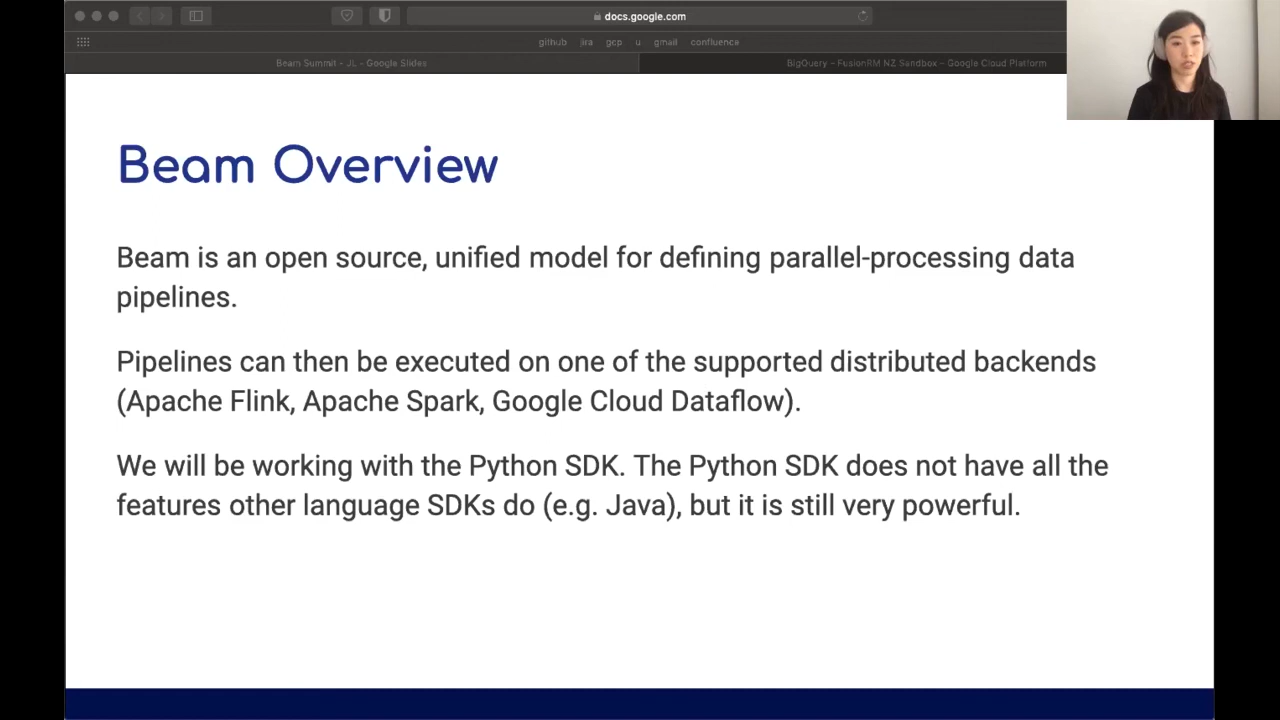 docs.google.com
github jira gcp u gmail confluence
Beam Summit - JL - Google Slides
BigQuery - FusionRM NZ Sandbox - Google Cloud Platform
Beam Overview
Beam is an open source, unified model for defining parallel-processing data
pipelines.
Pipelines can then be executed on one of the supported distributed backends
(Apache Flink, Apache Spark, Google Cloud Dataflow).
We will be working with the Python SDK. The Python SDK does not have all the
features other language SDKs do (e.g. Java), but it is still very powerful.